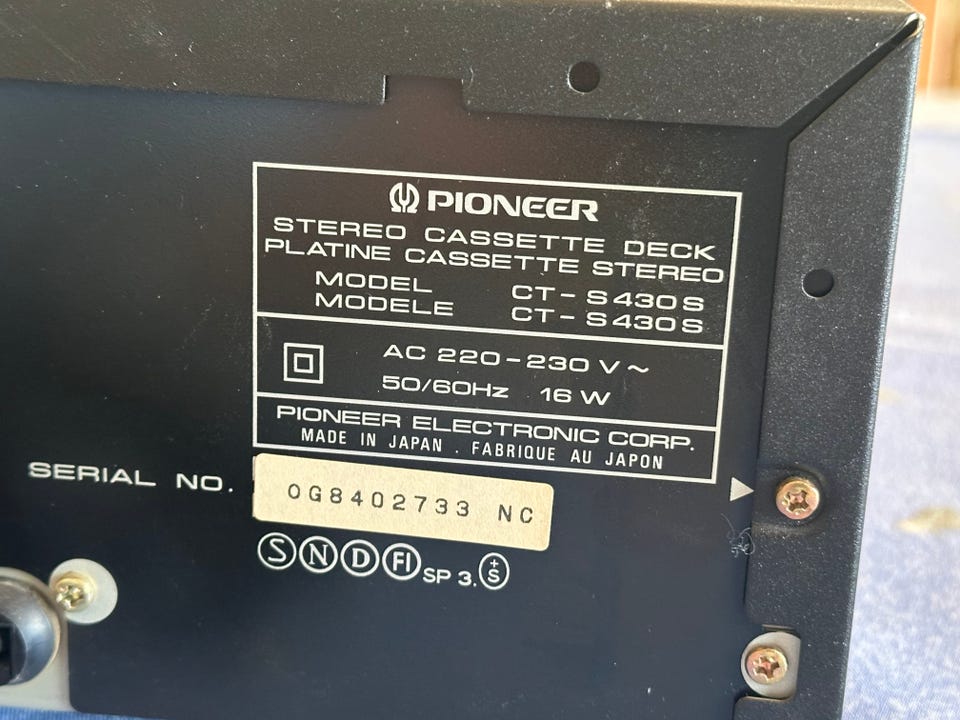 PIONEER
STEREO CASSETTE DECK
PLATINE CASSETTE STEREO
MODEL CT-S430S
MODELE CT-S430S
AC 220-230 V~
50/60Hz 16 W
PIONEER ELECTRONIC CORP.
MADE IN JAPAN . FABRIQUE AU JAPON
SERIAL NO. OG8402733 NC
S N D FI SP 3. +S